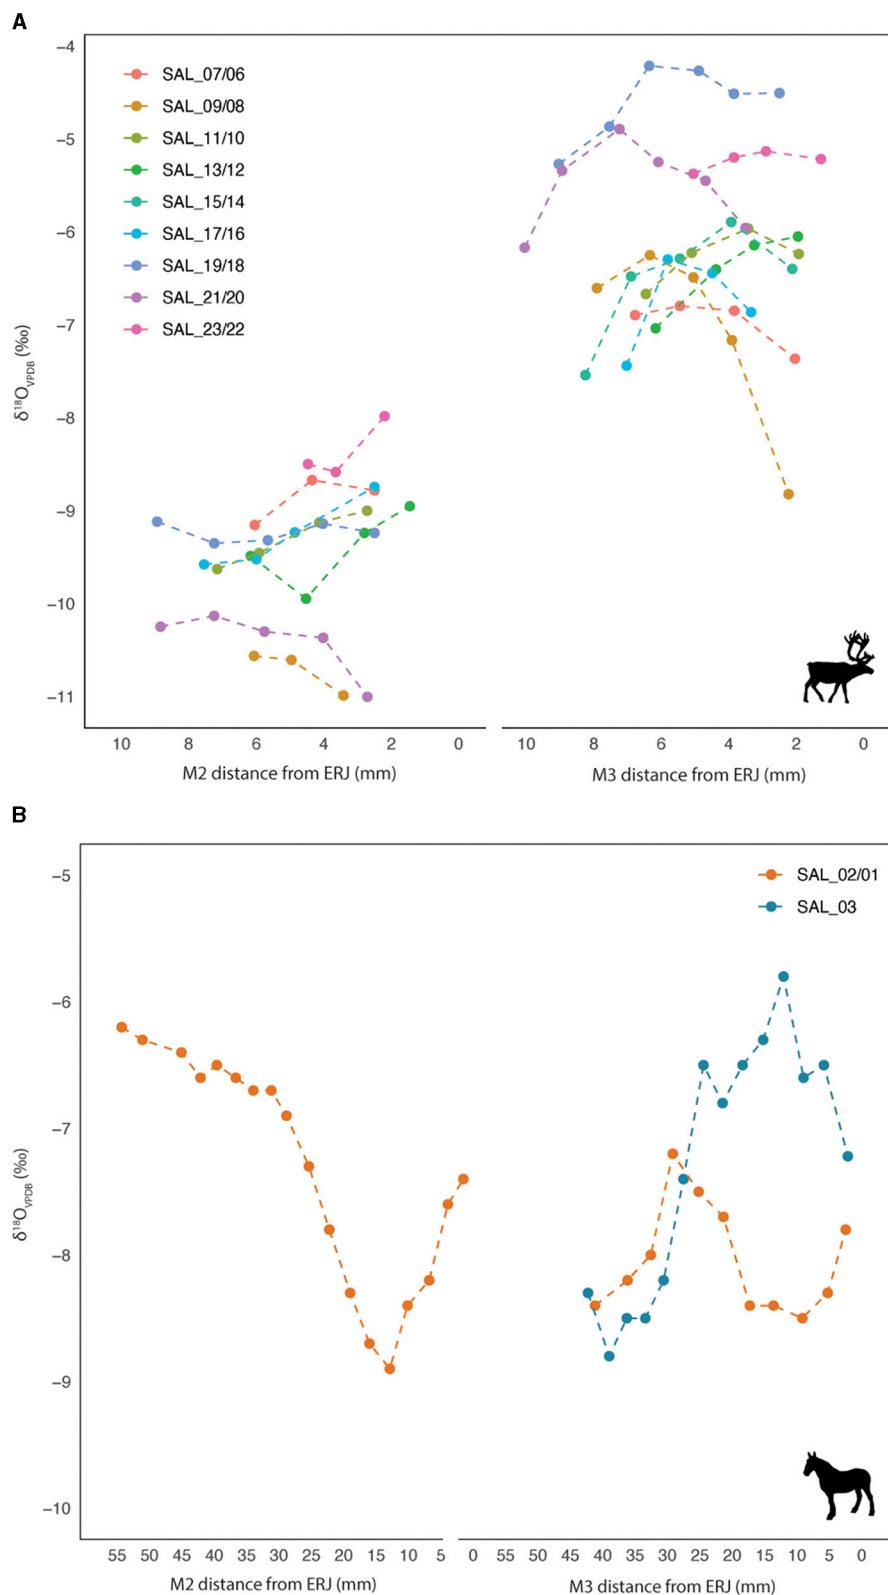 A
−4
−5
−6
−7
−8
−9
−10
−11
δ18OVPDB (‰)
SAL_07/06
SAL_09/08
SAL_11/10
SAL_13/12
SAL_15/14
SAL_17/16
SAL_19/18
SAL_21/20
SAL_23/22
10 8 6 4 2 0 10 8 6 4 2 0
M2 distance from ERJ (mm) M3 distance from ERJ (mm)
B
−5
−6
−7
−8
−9
−10
δ18OVPDB (‰)
SAL_02/01
SAL_03
55 50 45 40 35 30 25 20 15 10 5 0 55 50 45 40 35 30 25 20 15 10 5 0
M2 distance from ERJ (mm) M3 distance from ERJ (mm)